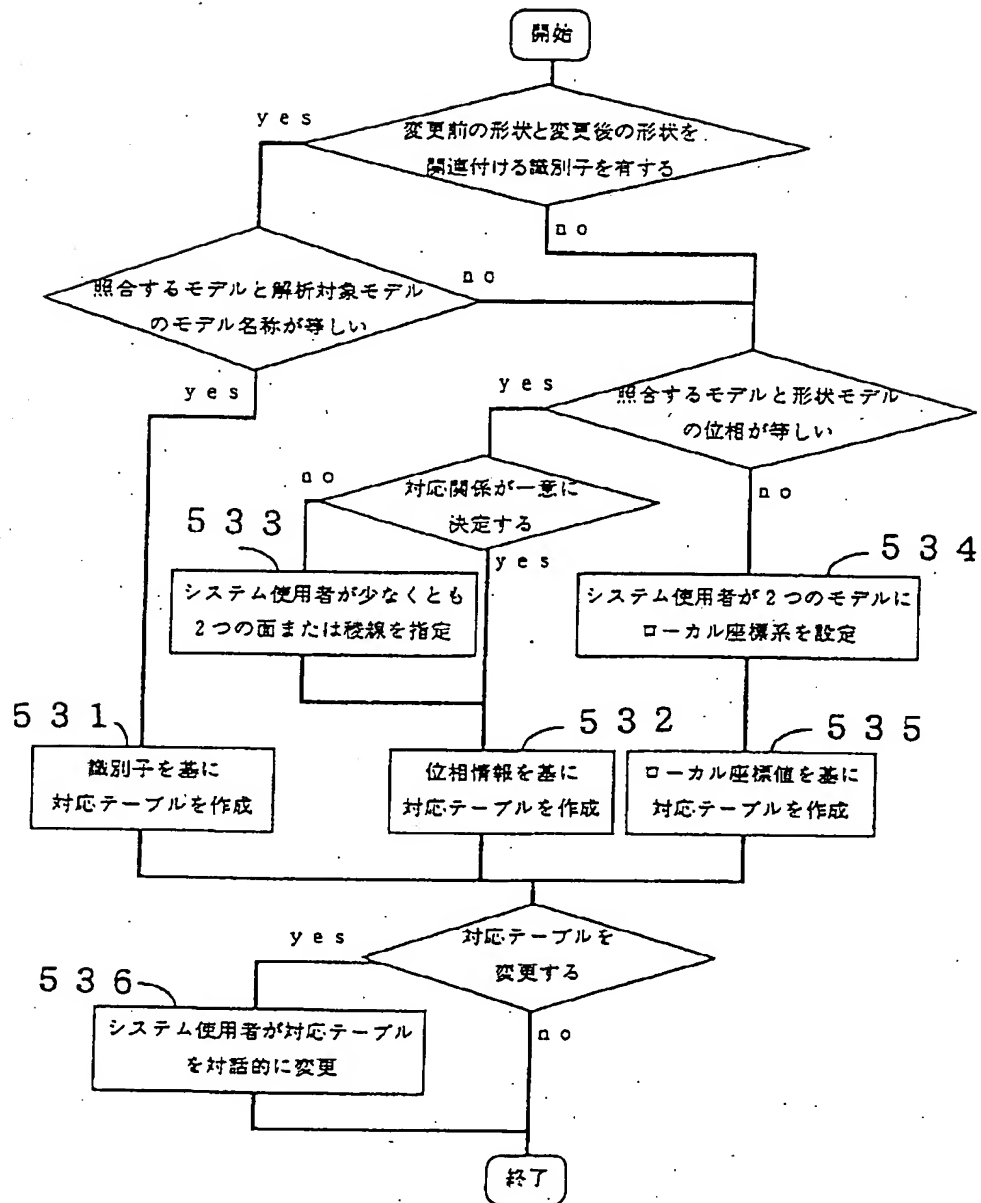 開始
yes
変更前の形状と変更後の形状を
関連付ける識別子を有する
no
照合するモデルと解析対象モデル
のモデル名称が等しい
no
yes
yes
照合するモデルと形状モデル
の位相が等しい
no
no
対応関係が一意に
決定する
yes
533
システム使用者が少なくとも
2つの面または稜線を指定
534
システム使用者が2つのモデルに
ローカル座標系を設定
531
識別子を基に
対応テーブルを作成
532
位相情報を基に
対応テーブルを作成
535
ローカル座標値を基に
対応テーブルを作成
yes
対応テーブルを
変更する
no
536
システム使用者が対応テーブル
を対話的に変更
終了